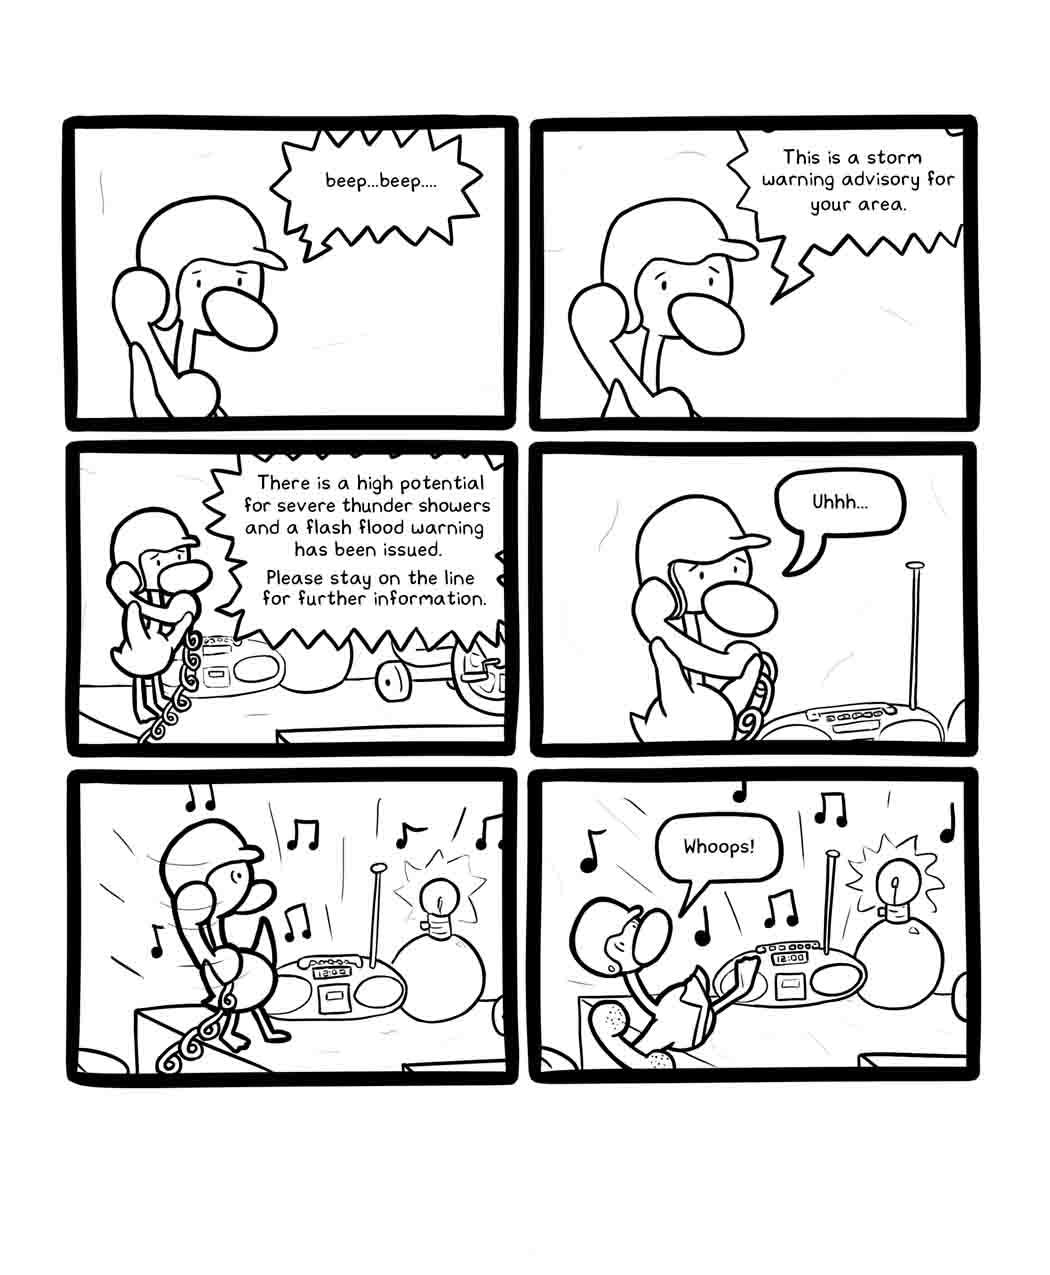 beep...beep....
This is a storm
warning advisory for
your area.
There is a high potential
for severe thunder showers
and a flash flood warning
has been issued.
Please stay on the line
for further information.
Uhhh...
12:00
Whoops!
12:00